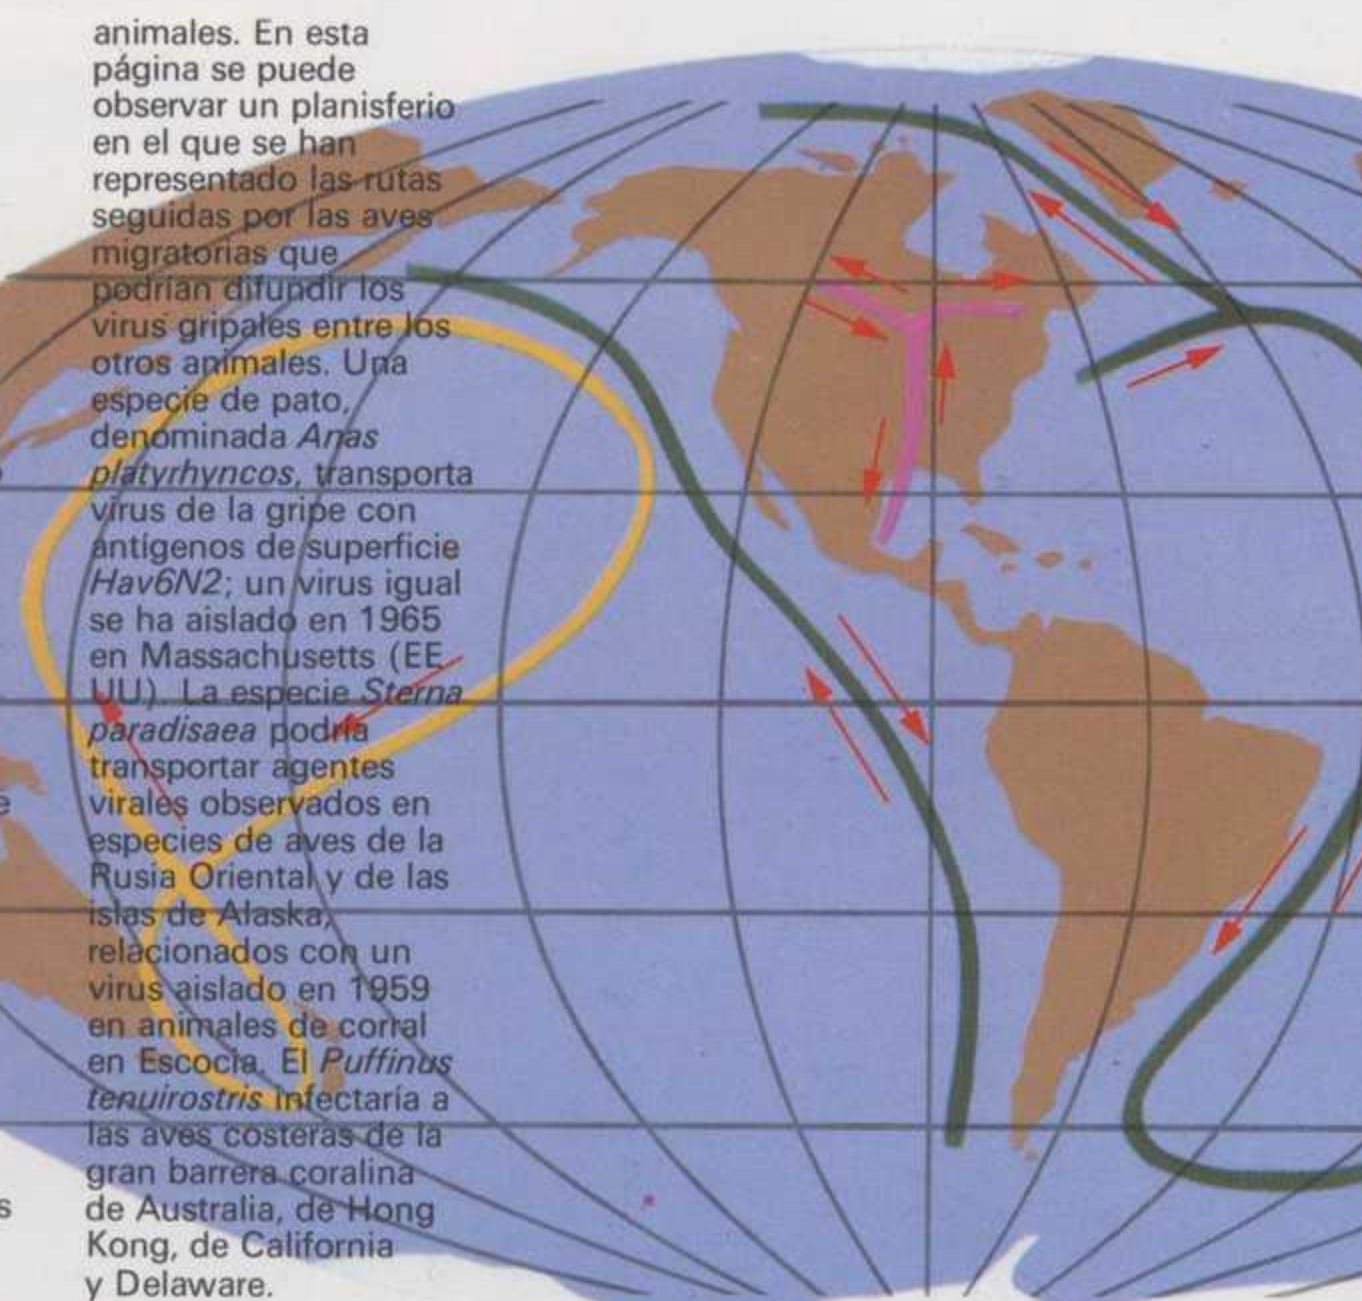 animales. En esta
página se puede
observar un planisferio
en el que se han
representado las rutas
seguidas por las aves
migratorias que
podrían difundir los
virus gripales entre los
otros animales. Una
especie de pato,
denominada Anas
platyrhyncos, transporta
virus de la gripe con
antígenos de superficie
Hav6N2; un virus igual
se ha aislado en 1965
en Massachusetts (EE
UU). La especie Sterna
paradisaea podría
transportar agentes
virales observados en
especies de aves de la
Rusia Oriental y de las
islas de Alaska,
relacionados con un
virus aislado en 1959
en animales de corral
en Escocia. El Puffinus
tenuirostris infectaría a
las aves costeras de la
gran barrera coralina
de Australia, de Hong
Kong, de California
y Delaware.